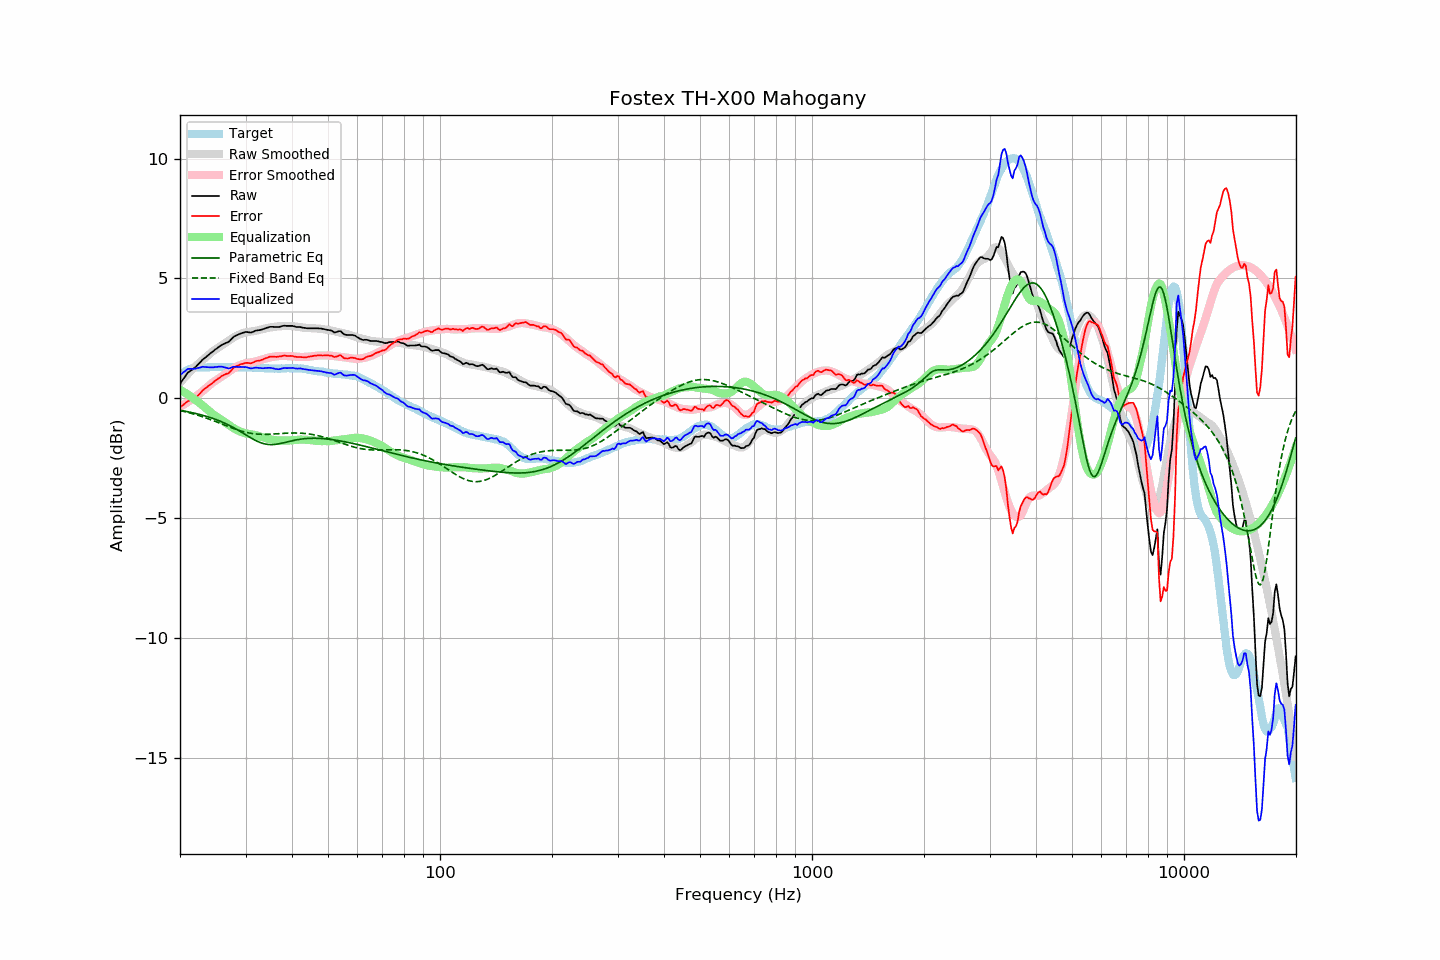 Fostex TH-X00 Mahogany
Target
Raw Smoothed
Error Smoothed
Raw
Error
Equalization
Parametric Eq
Fixed Band Eq
Equalized
10
5
0
−5
−10
−15
Amplitude (dBr)
100
1000
10000
Frequency (Hz)